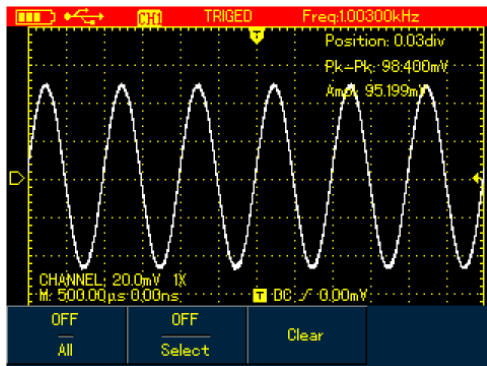 CH1 TRIGED Freq:1.00300kHz
T
Position: 0.03div
Pk-Pk: 98.400mV
Ampl: 95.199mV
CHANNEL: 20.0mV 1X
M: 500.00μs 0.00ns T DC 0.00mV
OFF OFF Clear
All Select